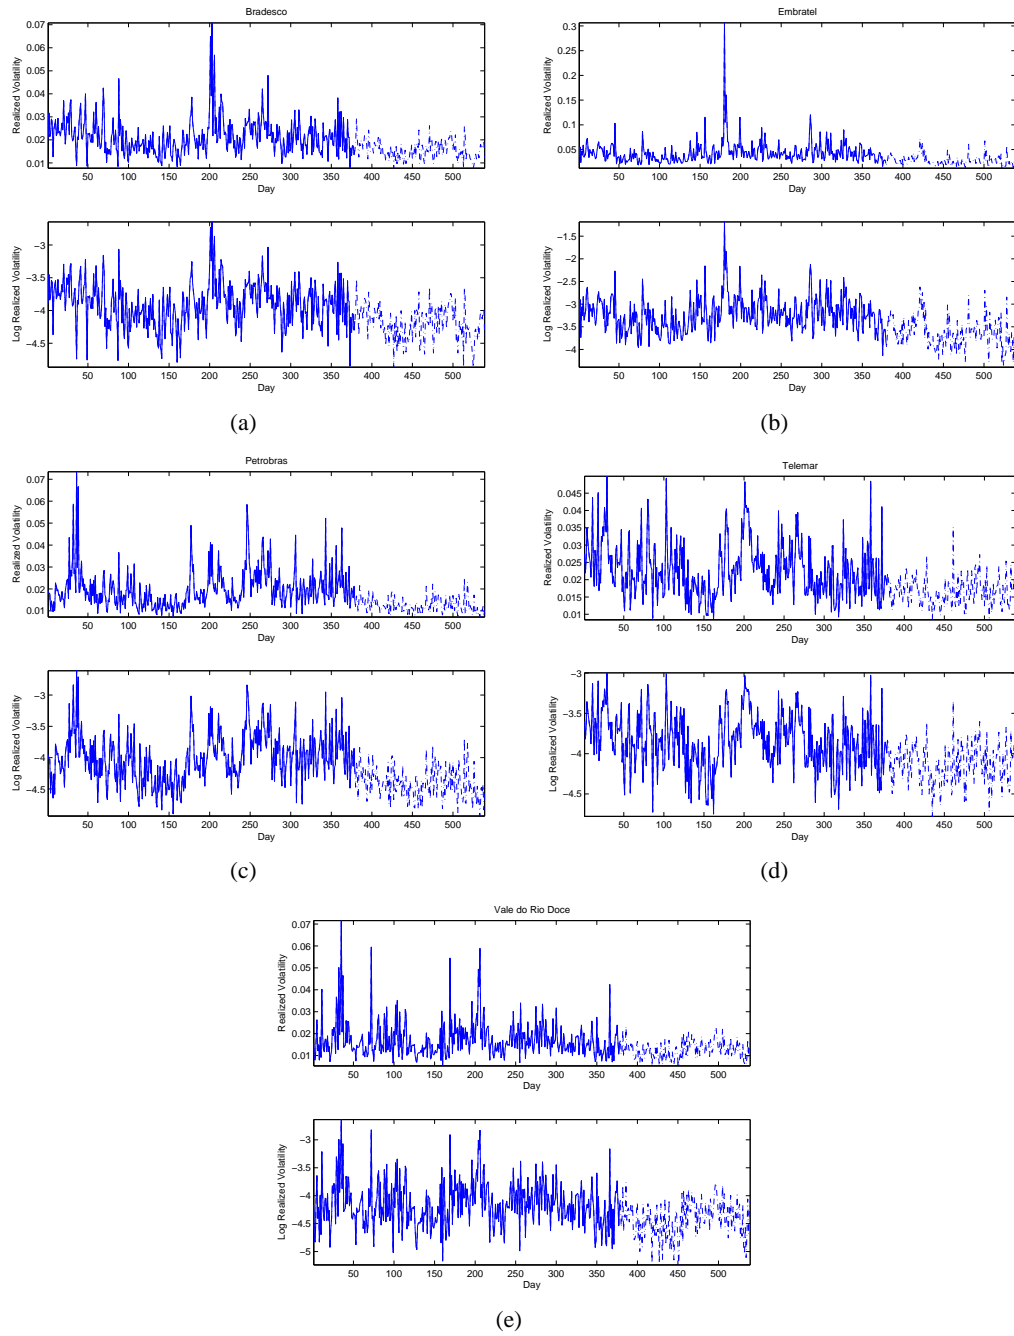 Bradesco
Realized Volatility
0.07
0.06
0.05
0.04
0.03
0.02
0.01
50 100 150 200 250 300 350 400 450 500
Day
Log Realized Volatility
−3
−3.5
−4
−4.5
50 100 150 200 250 300 350 400 450 500
Day
(a)
Embratel
Realized Volatility
0.3
0.25
0.2
0.15
0.1
0.05
50 100 150 200 250 300 350 400 450 500
Day
Log Realized Volatility
−1.5
−2
−2.5
−3
−3.5
−4
50 100 150 200 250 300 350 400 450 500
Day
(b)
Petrobras
Realized Volatility
0.07
0.06
0.05
0.04
0.03
0.02
0.01
50 100 150 200 250 300 350 400 450 500
Day
Log Realized Volatility
−3
−3.5
−4
−4.5
50 100 150 200 250 300 350 400 450 500
Day
(c)
Telemar
Realized Volatility
0.045
0.04
0.035
0.03
0.025
0.02
0.015
0.01
50 100 150 200 250 300 350 400 450 500
Day
Log Realized Volatility
−3
−3.5
−4
−4.5
50 100 150 200 250 300 350 400 450 500
Day
(d)
Vale do Rio Doce
Realized Volatility
0.07
0.06
0.05
0.04
0.03
0.02
0.01
50 100 150 200 250 300 350 400 450 500
Day
Log Realized Volatility
−3
−3.5
−4
−4.5
−5
50 100 150 200 250 300 350 400 450 500
Day
(e)